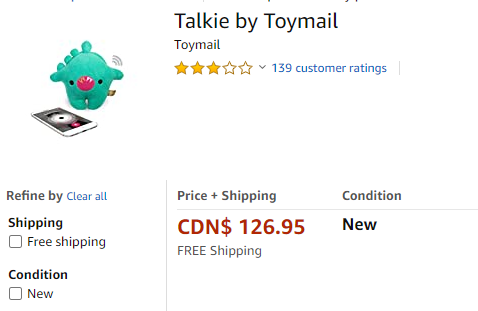 Talkie by Toymail
Toymail
139 customer ratings
Refine by Clear all
Shipping
Free shipping
Condition
New
Price + Shipping
Condition
CDN$ 126.95
New
FREE Shipping